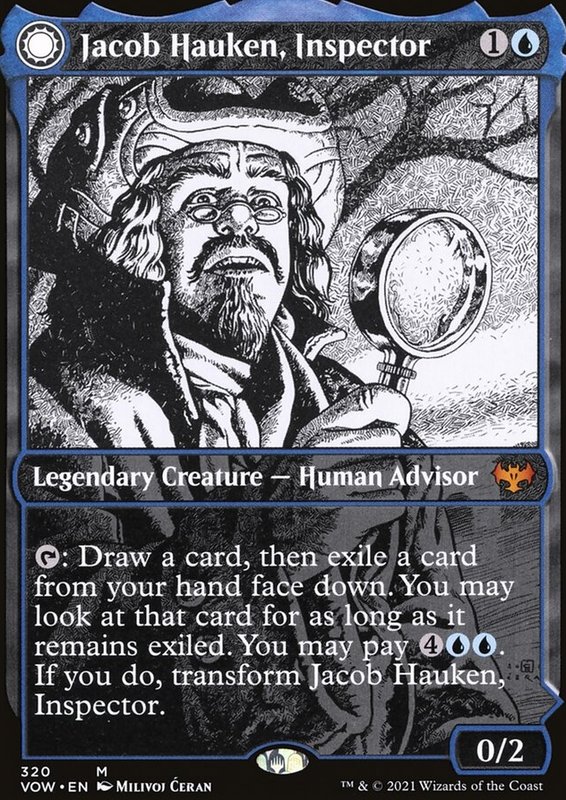 Jacob Hauken, Inspector 1
Legendary Creature — Human Advisor
: Draw a card, then exile a card
from your hand face down. You may
look at that card for as long as it
remains exiled. You may pay 4.
If you do, transform Jacob Hauken,
Inspector.
0/2
320 M
VOW • EN Milivoj Ćeran
™ & © 2021 Wizards of the Coast